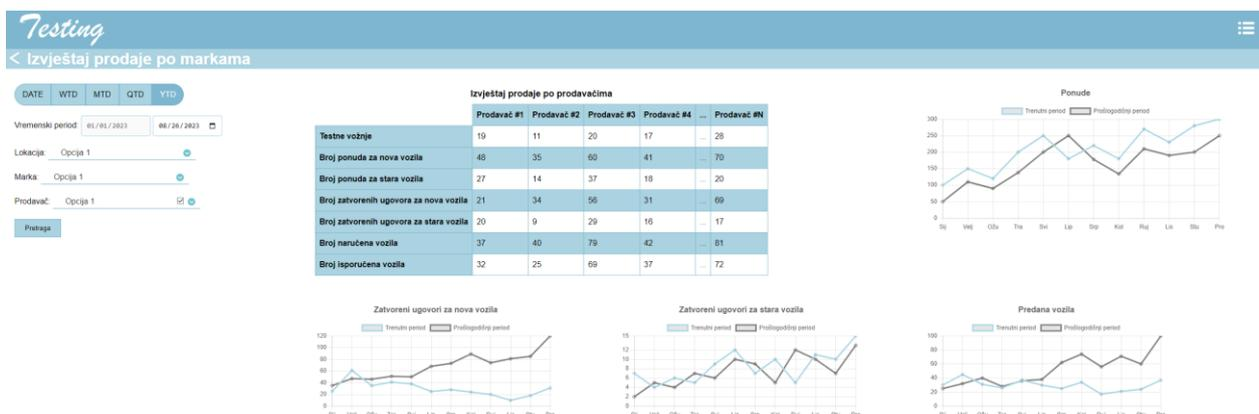 Testing
< Izvještaj prodaje po markama
DATE WTD MTD QTD YTD
Vremenski period: 01/01/2023 08/26/2023
Lokacija: Opcija 1
Marka: Opcija 1
Prodavač: Opcija 1
Pretraga
Izvještaj prodaje po prodavačima
Prodavač #1 Prodavač #2 Prodavač #3 Prodavač #4 ... Prodavač #N
Testne vožnje 19 11 20 17 ... 28
Broj ponuda za nova vozila 48 35 60 41 ... 70
Broj ponuda za stara vozila 27 14 37 18 ... 20
Broj zatvorenih ugovora za nova vozila 21 34 56 31 ... 69
Broj zatvorenih ugovora za stara vozila 20 9 29 16 ... 17
Broj naručena vozila 37 40 79 42 ... 81
Broj isporučena vozila 32 25 69 37 ... 72
Ponude
Trenutni period Prošlogodišnji period
300
250
200
150
100
50
0
Sij Velj Ožu Tra Svi Lip Srp Kol Ruj Lis Stu Pro
Zatvoreni ugovori za nova vozila
Trenutni period Prošlogodišnji period
120
100
80
60
40
20
0
Zatvoreni ugovori za stara vozila
Trenutni period Prošlogodišnji period
15
12
10
8
6
4
2
0
Predana vozila
Trenutni period Prošlogodišnji period
100
80
60
40
20
0